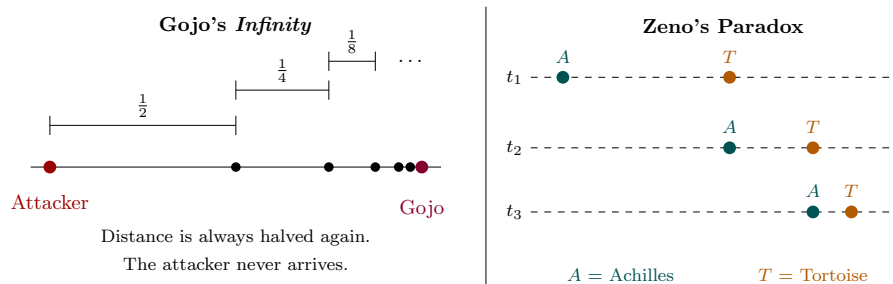 Gojo's Infinity
1/2
1/4
1/8
...
Attacker
Gojo
Distance is always halved again.
The attacker never arrives.
Zeno's Paradox
A T
t₁
A T
t₂
A T
t₃
A = Achilles T = Tortoise